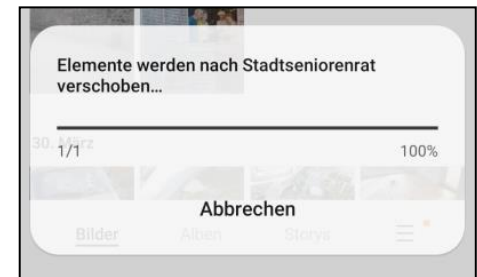 Elemente werden nach Stadtseniorenrat
verschoben...
30. März
1/1 100%
Abbrechen
Bilder Alben Storys